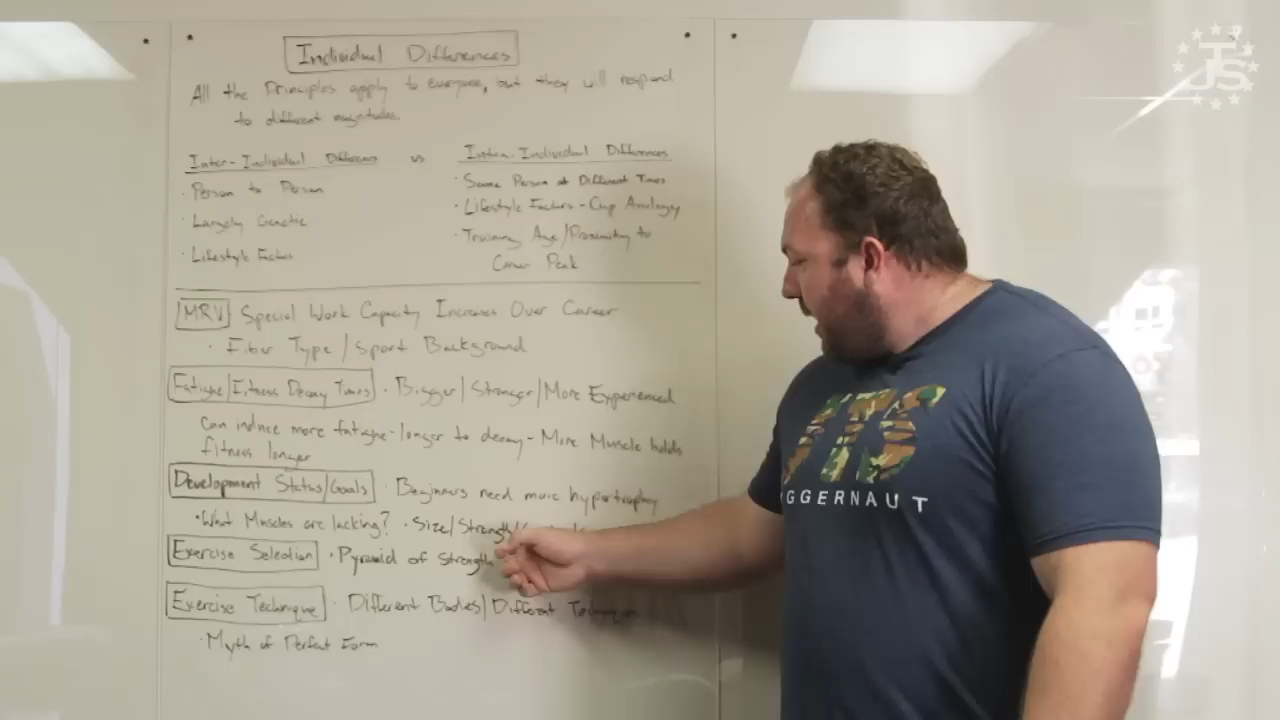 Individual Differences
All the Principles apply to everyone, but they will respond
to different magnitudes.
Inter-Individual Differences vs Intra-Individual Differences
· Person to Person
· Largely Genetic
· Lifestyle Factors
· Same Person at Different Times
· Lifestyle Factors - Cup Analogy
· Training Age/Proximity to
Career Peak
MRV Special Work Capacity Increases Over Career
· Fiber Type/Sport Background
Fatigue/Fitness Decay Times · Bigger/Stronger/More Experienced
can induce more fatigue - longer to decay - More Muscle holds
fitness longer
Development Status/Goals · Beginners need more hypertrophy
· What Muscles are lacking? · Size/Strength/
Exercise Selection · Pyramid of Strength
Exercise Technique · Different Bodies/Different Techniques
· Myth of Perfect Form
JTS
JTS
GGERNAUT